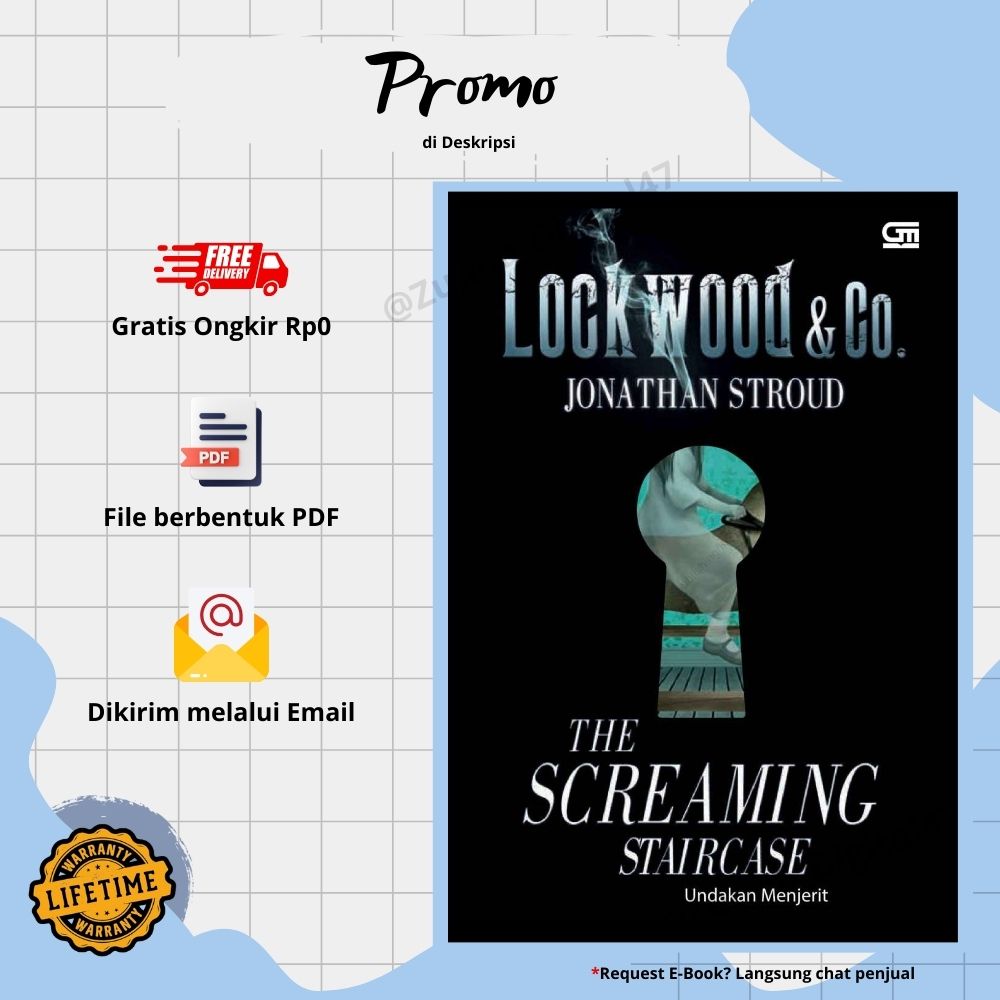 Promo
di Deskripsi
FREE
DELIVERY
Gratis Ongkir Rp0
PDF
File berbentuk PDF
@
Dikirim melalui Email
WARRANTY
LIFETIME
WARRANTY
GM
LOCKWOOD & CO.
JONATHAN STROUD
THE
SCREAMING
STAIRCASE
Undakan Menjerit
*Request E-Book? Langsung chat penjual